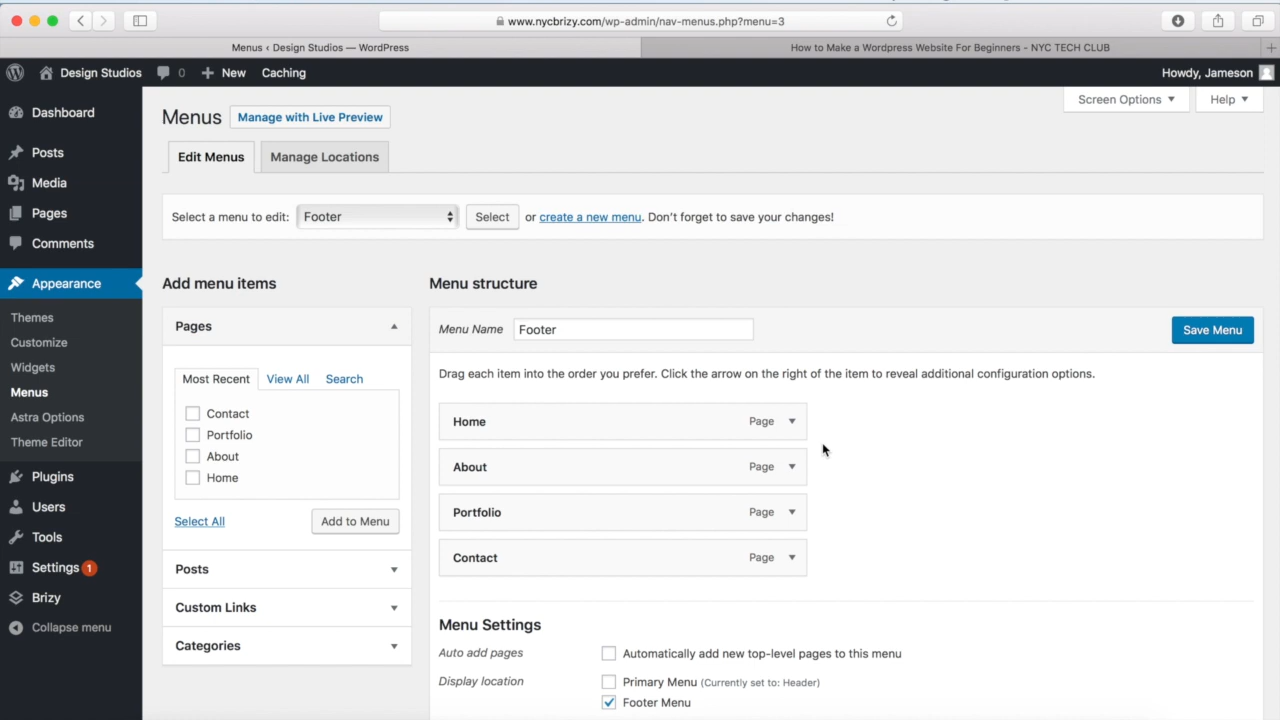 www.nycbrizy.com/wp-admin/nav-menus.php?menu=3
Menus ‹ Design Studios — WordPress
How to Make a Wordpress Website For Beginners - NYC TECH CLUB
Design Studios 0 New Caching Howdy, Jameson
Screen Options Help
Menus Manage with Live Preview
Edit Menus Manage Locations
Select a menu to edit: Footer Select or create a new menu. Don't forget to save your changes!
Dashboard
Posts
Media
Pages
Comments
Appearance
Themes
Customize
Widgets
Menus
Astra Options
Theme Editor
Plugins
Users
Tools
Settings 1
Brizy
Collapse menu
Add menu items
Pages
Most Recent View All Search
Contact
Portfolio
About
Home
Select All Add to Menu
Posts
Custom Links
Categories
Menu structure
Menu Name Footer Save Menu
Drag each item into the order you prefer. Click the arrow on the right of the item to reveal additional configuration options.
Home Page
About Page
Portfolio Page
Contact Page
Menu Settings
Auto add pages Automatically add new top-level pages to this menu
Display location Primary Menu (Currently set to: Header)
Footer Menu